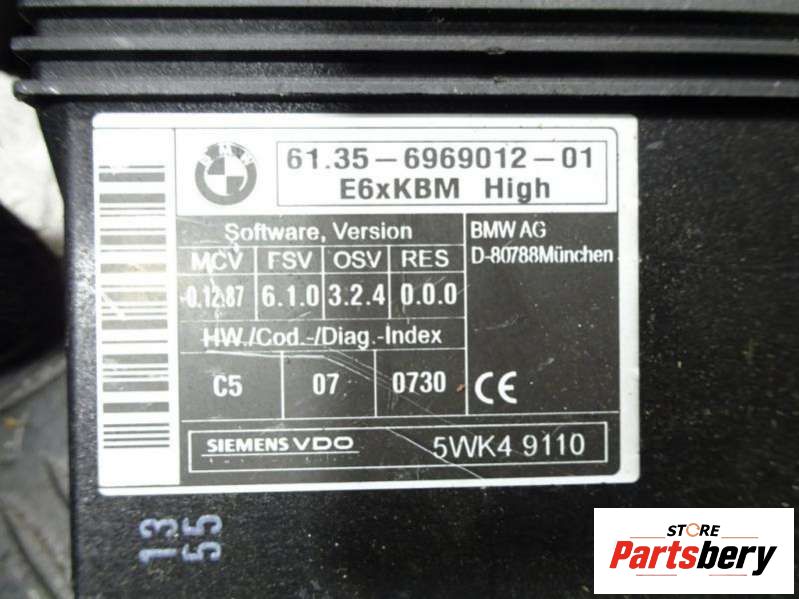 BMW
61.35-6969012-01
E6xKBM High
Software, Version
MCV FSV OSV RES
0.12.87 6.1.0 3.2.4 0.0.0
HW./Cod.-/Diag.-Index
C5 07 0730
BMW AG
D-80788München
CE
SIEMENS VDO 5WK4 9110
13
55
STORE
Partsbery